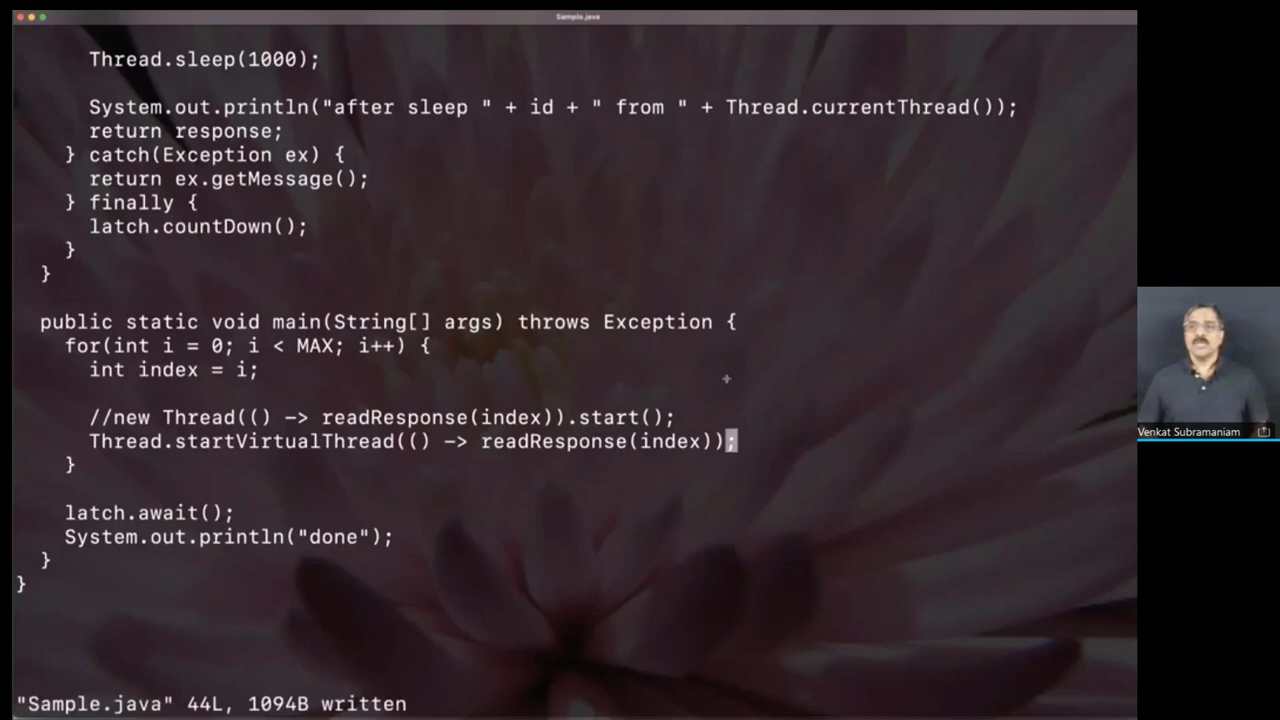 Sample.java
Thread.sleep(1000);
System.out.println("after sleep " + id + " from " + Thread.currentThread());
return response;
} catch(Exception ex) {
return ex.getMessage();
} finally {
latch.countDown();
}
}
public static void main(String[] args) throws Exception {
for(int i = 0; i < MAX; i++) {
int index = i;
//new Thread(() -> readResponse(index)).start();
Thread.startVirtualThread(() -> readResponse(index));
}
latch.await();
System.out.println("done");
}
}
"Sample.java" 44L, 1094B written
Venkat Subramaniam